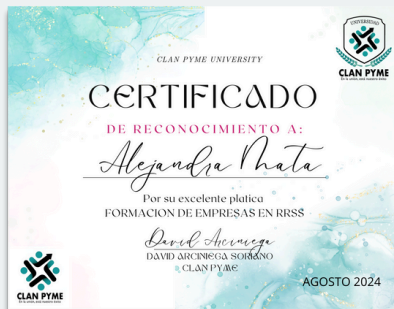 CLAN PYME UNIVERSITY
UNIVERSIDAD
CLAN PYME
CERTIFICADO
DE RECONOCIMIENTO A:
Alejandra Mata
Por su excelente platica
FORMACION DE EMPRESAS EN RRSS
David Arciniega
DAVID ARCINIEGA SORIANO
CLAN PYME
CLAN PYME
AGOSTO 2024